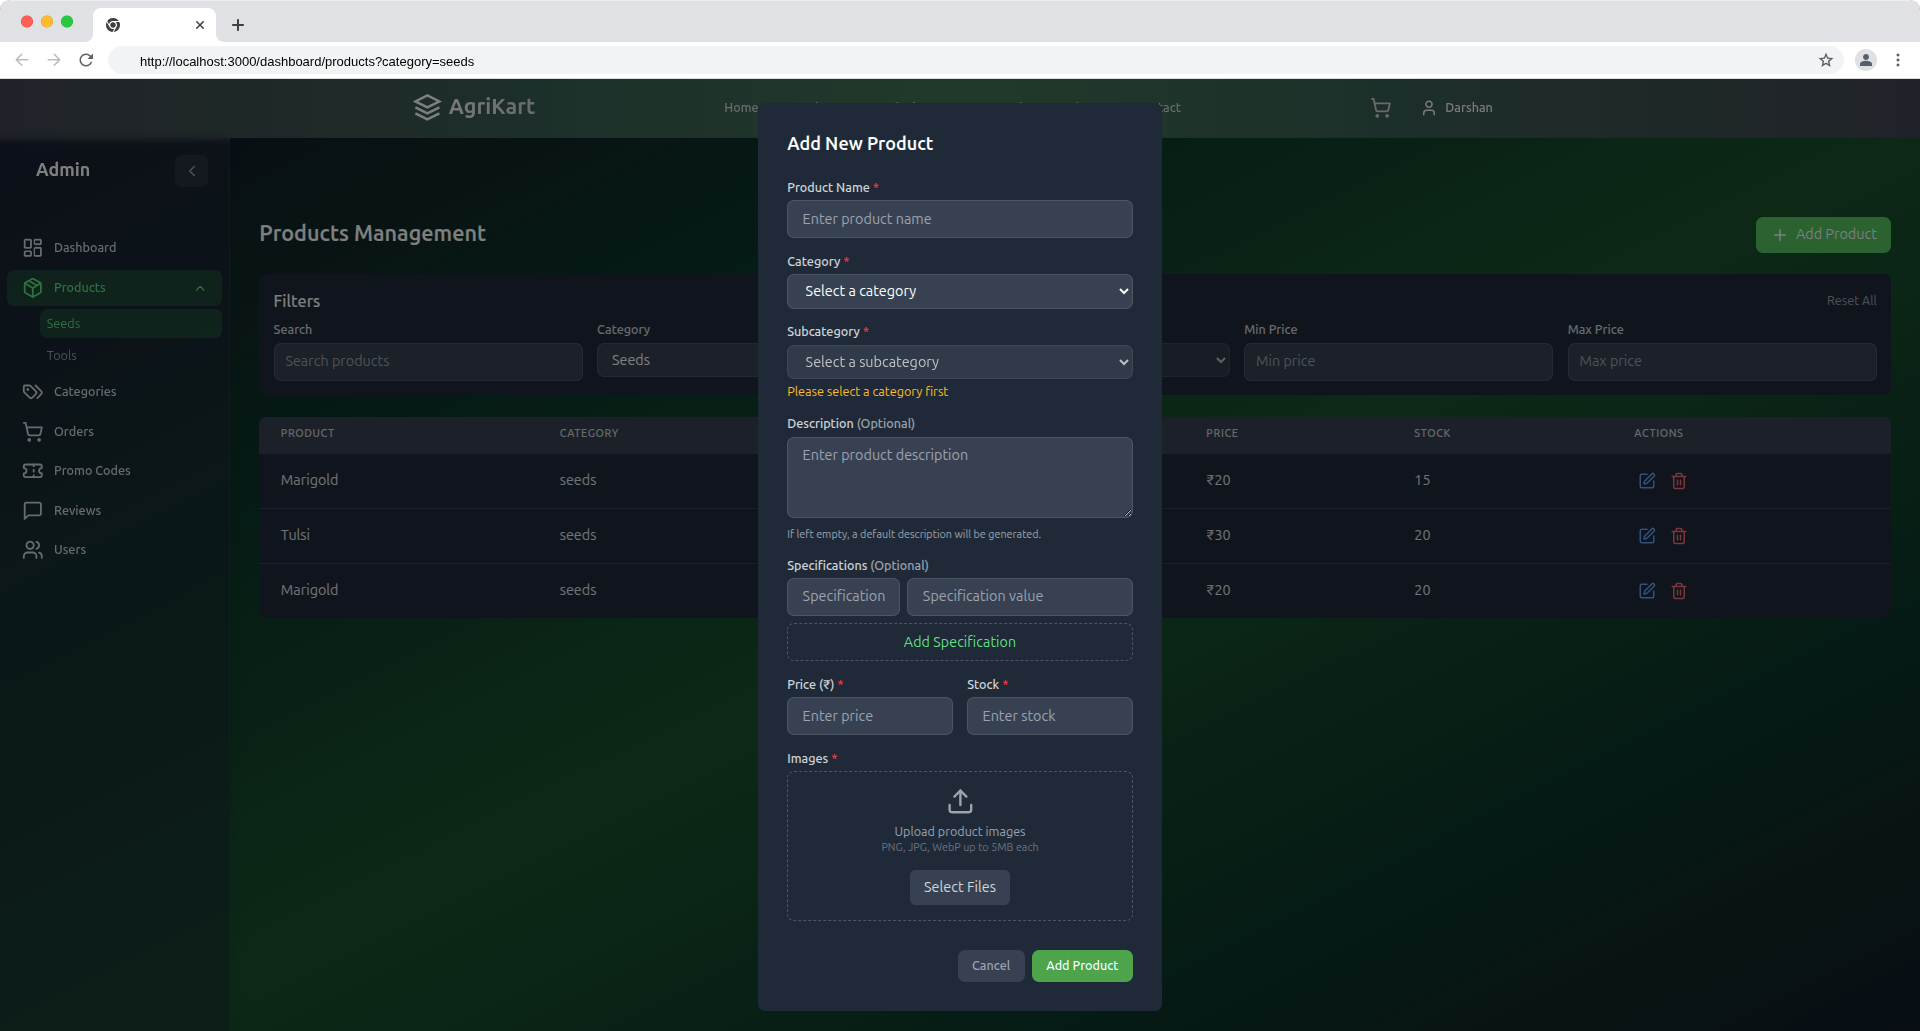 http://localhost:3000/dashboard/products?category=seeds
AgriKart
Home
tact
Darshan
Admin
Dashboard
Products
Seeds
Tools
Categories
Orders
Promo Codes
Reviews
Users
Products Management
Add Product
Filters
Reset All
Search
Category
Min Price
Max Price
Search products
Seeds
Min price
Max price
PRODUCT CATEGORY PRICE STOCK ACTIONS
Marigold seeds ₹20 15
Tulsi seeds ₹30 20
Marigold seeds ₹20 20
Add New Product
Product Name *
Enter product name
Category *
Select a category
Subcategory *
Select a subcategory
Please select a category first
Description (Optional)
Enter product description
If left empty, a default description will be generated.
Specifications (Optional)
Specification Specification value
Add Specification
Price (₹) * Stock *
Enter price Enter stock
Images *
Upload product images
PNG, JPG, WebP up to 5MB each
Select Files
Cancel Add Product